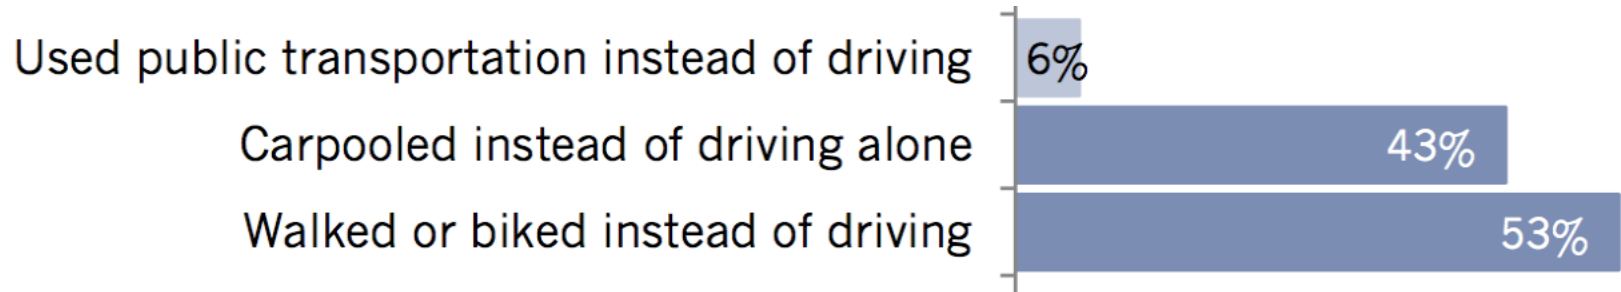 Used public transportation instead of driving 6%
Carpooled instead of driving alone 43%
Walked or biked instead of driving 53%